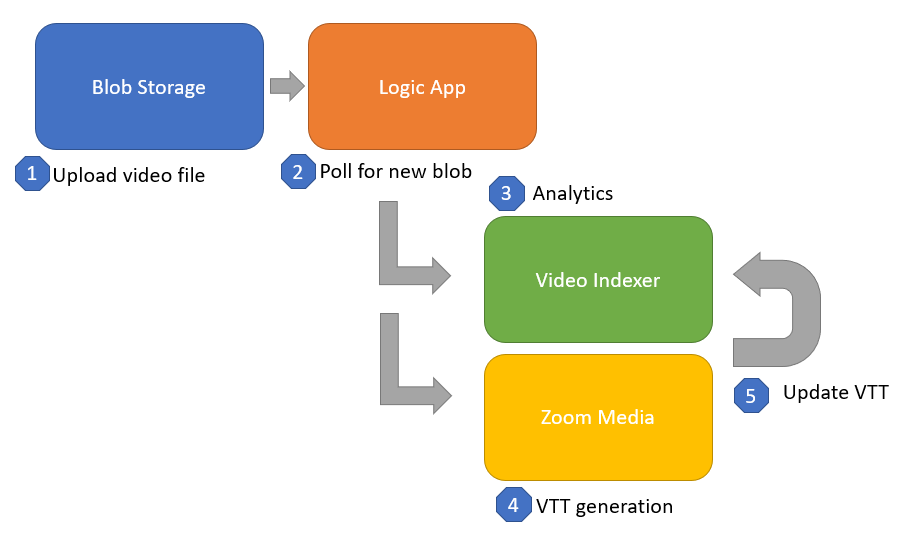 Blob Storage
Logic App
1 Upload video file
2 Poll for new blob
3 Analytics
Video Indexer
Zoom Media
5 Update VTT
4 VTT generation